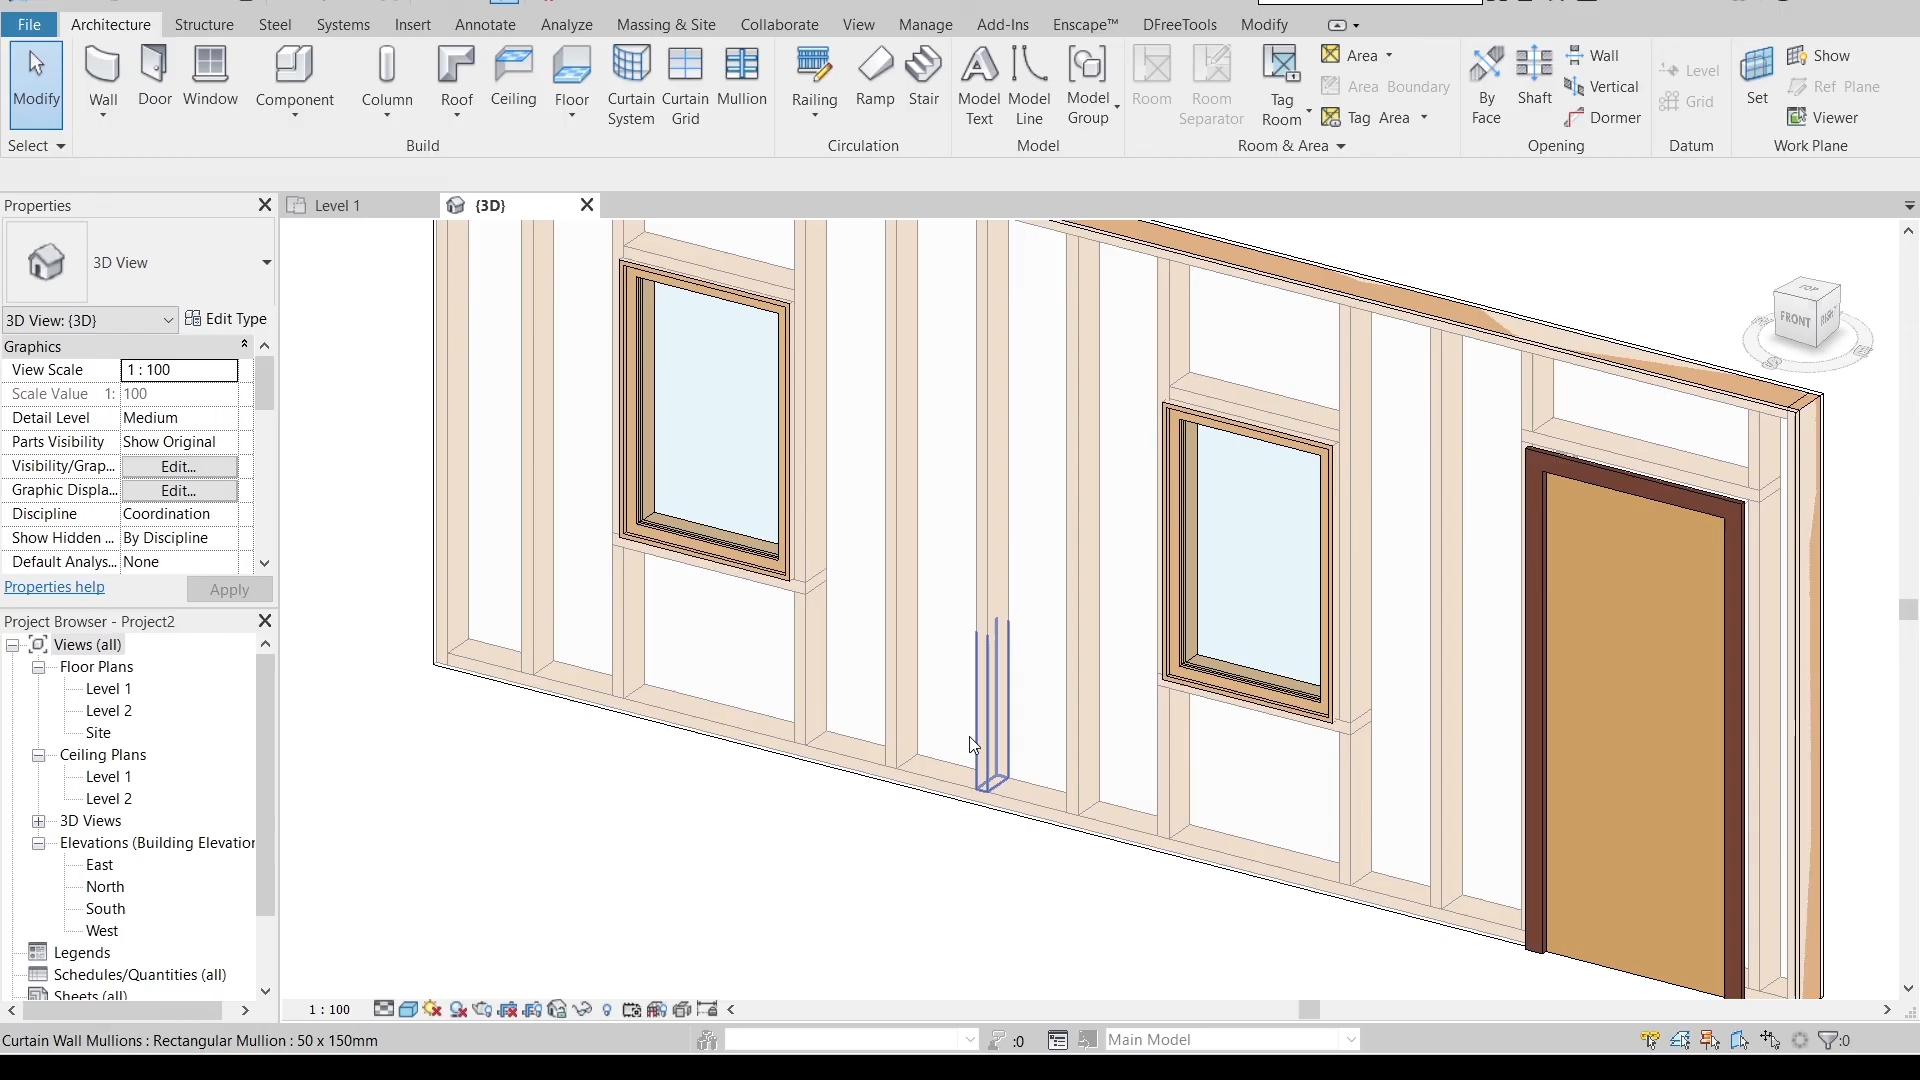 File Architecture Structure Steel Systems Insert Annotate Analyze Massing & Site Collaborate View Manage Add-Ins Enscape™ DFreeTools Modify
Modify
Wall
Door
Window
Component
Column
Roof
Ceiling
Floor
Curtain System
Curtain Grid
Mullion
Railing
Ramp
Stair
Model Text
Model Line
Model Group
Room
Room Separator
Tag Room
Area
Area Boundary
Tag Area
By Face
Shaft
Wall
Vertical
Dormer
Level
Grid
Set
Show
Ref Plane
Viewer
Select Build Circulation Model Room & Area Opening Datum Work Plane
Properties
Level 1
{3D}
3D View
3D View: {3D}
Edit Type
Graphics
View Scale 1 : 100
Scale Value 1: 100
Detail Level Medium
Parts Visibility Show Original
Visibility/Grap... Edit...
Graphic Displa... Edit...
Discipline Coordination
Show Hidden ... By Discipline
Default Analys... None
Properties help
Apply
Project Browser - Project2
Views (all)
Floor Plans
Level 1
Level 2
Site
Ceiling Plans
Level 1
Level 2
3D Views
Elevations (Building Elevation
East
North
South
West
Legends
Schedules/Quantities (all)
Sheets (all)
TOP
FRONT
RIGHT
S
E
1 : 100
Curtain Wall Mullions : Rectangular Mullion : 50 x 150mm
:0
Main Model
:0